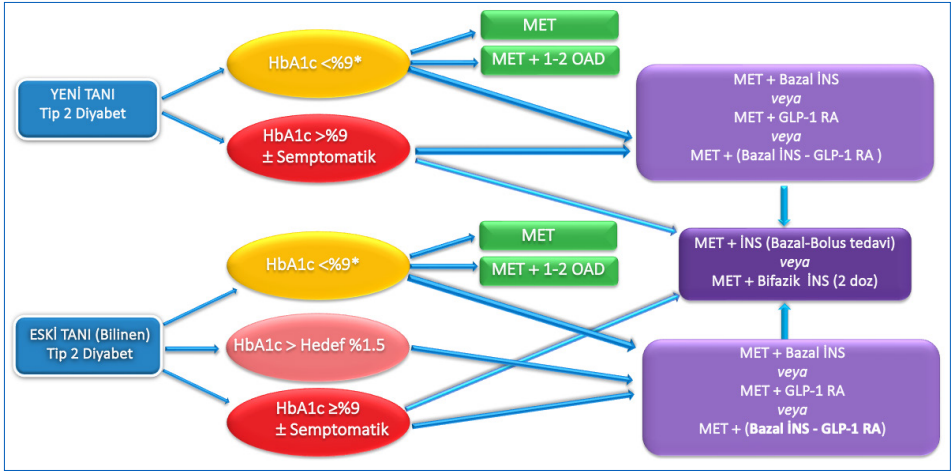 YENİ TANI
Tip 2 Diyabet
HbA1c <%9*
HbA1c >%9
± Semptomatik
MET
MET + 1-2 OAD
MET + Bazal İNS
veya
MET + GLP-1 RA
veya
MET + (Bazal İNS - GLP-1 RA )
MET + İNS (Bazal-Bolus tedavi)
veya
MET + Bifazik İNS (2 doz)
ESKİ TANI (Bilinen)
Tip 2 Diyabet
HbA1c <%9*
HbA1c > Hedef %1.5
HbA1c ≥%9
± Semptomatik
MET
MET + 1-2 OAD
MET + Bazal İNS
veya
MET + GLP-1 RA
veya
MET + (Bazal İNS - GLP-1 RA)